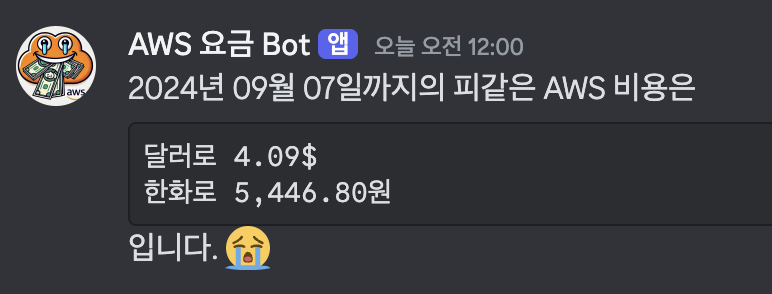 AWS 요금 Bot 앱 오늘 오전 12:00
aws
2024년 09월 07일까지의 피같은 AWS 비용은
달러로 4.09$
한화로 5,446.80원
입니다. 😭